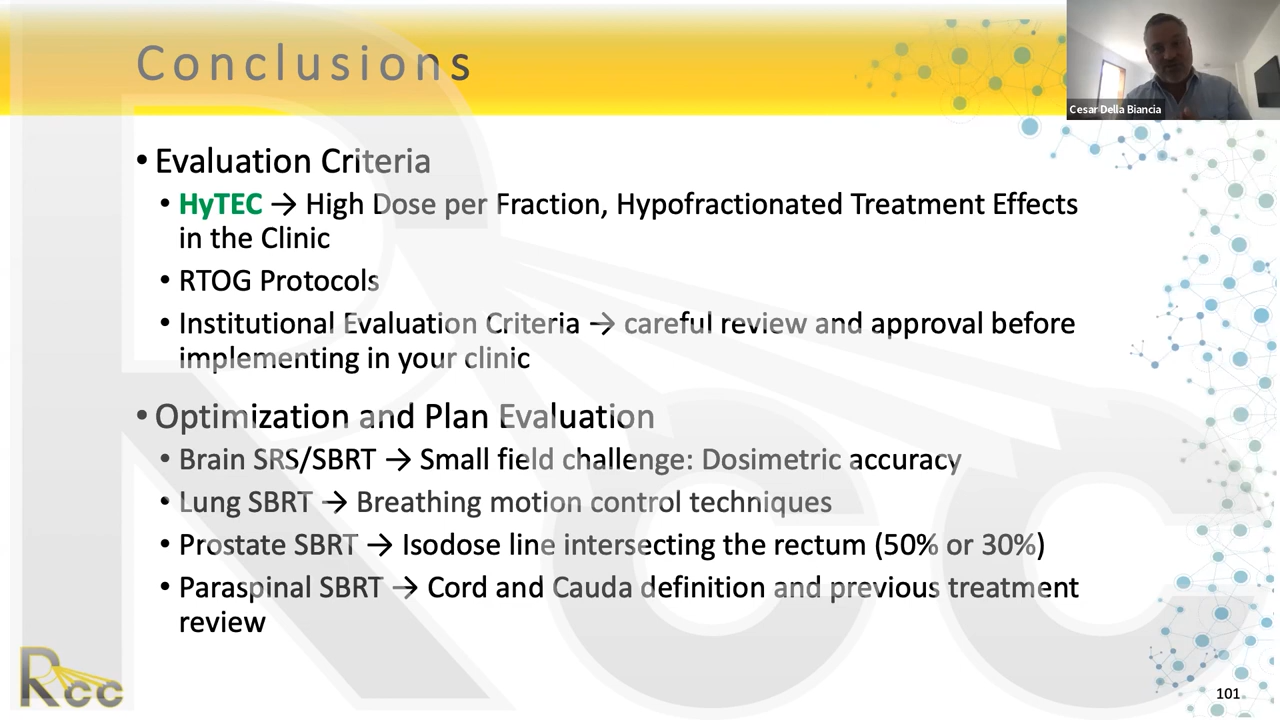 Conclusions
Cesar Della Biancia
• Evaluation Criteria
• HyTEC → High Dose per Fraction, Hypofractionated Treatment Effects
in the Clinic
• RTOG Protocols
• Institutional Evaluation Criteria → careful review and approval before
implementing in your clinic
• Optimization and Plan Evaluation
• Brain SRS/SBRT → Small field challenge: Dosimetric accuracy
• Lung SBRT → Breathing motion control techniques
• Prostate SBRT → Isodose line intersecting the rectum (50% or 30%)
• Paraspinal SBRT → Cord and Cauda definition and previous treatment
review
Rcc
Rcc
101